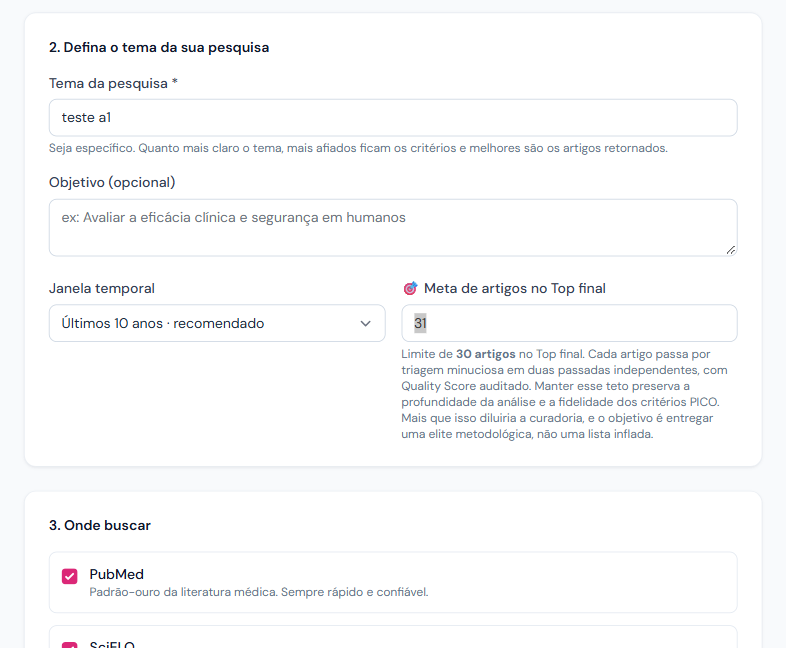 2. Defina o tema da sua pesquisa
Tema da pesquisa *
teste a1
Seja específico. Quanto mais claro o tema, mais afiados ficam os critérios e melhores são os artigos retornados.
Objetivo (opcional)
ex: Avaliar a eficácia clínica e segurança em humanos
Janela temporal
Últimos 10 anos · recomendado
🎯 Meta de artigos no Top final
31
Limite de 30 artigos no Top final. Cada artigo passa por
triagem minuciosa em duas passadas independentes, com
Quality Score auditado. Manter esse teto preserva a
profundidade da análise e a fidelidade dos critérios PICO.
Mais que isso diluiria a curadoria, e o objetivo é entregar
uma elite metodológica, não uma lista inflada.
3. Onde buscar
PubMed
Padrão-ouro da literatura médica. Sempre rápido e confiável.
SciELO